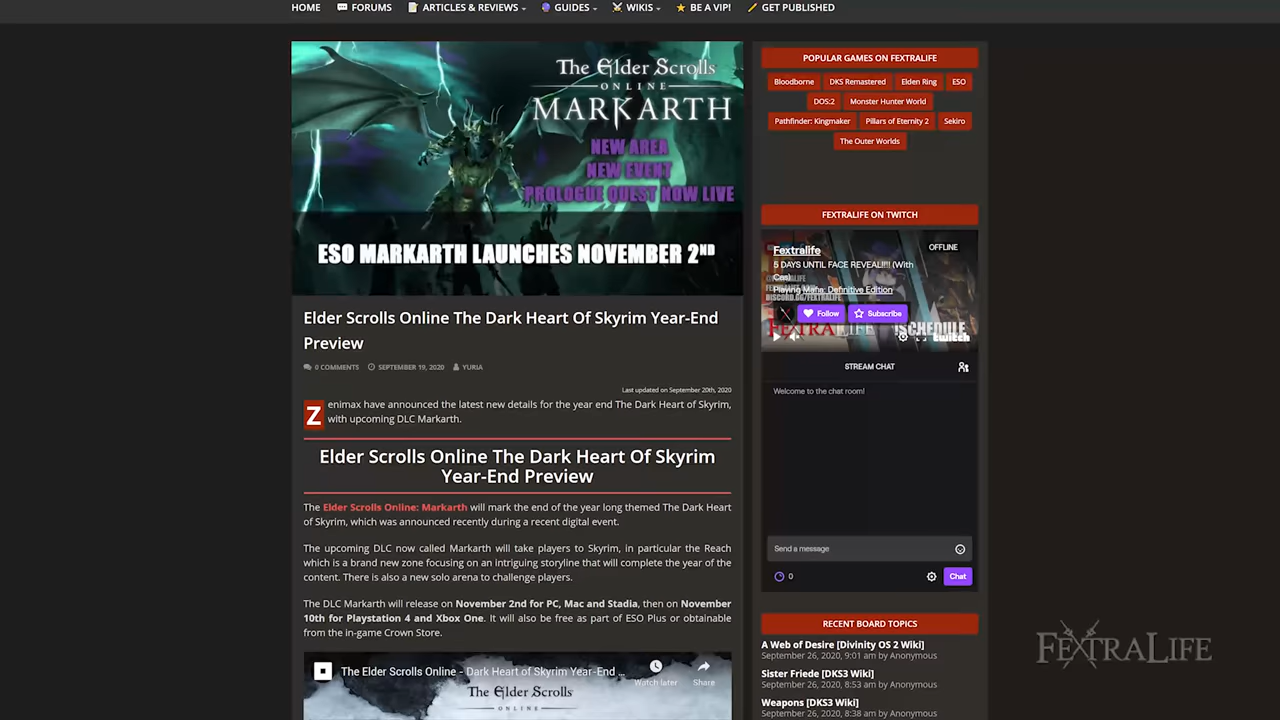 HOME FORUMS ARTICLES & REVIEWS GUIDES WIKIS BE A VIP! GET PUBLISHED
The Elder Scrolls
ONLINE
MARKARTH
NEW AREA
NEW EVENT
PROLOGUE QUEST NOW LIVE
ESO MARKARTH LAUNCHES NOVEMBER 2ND
Elder Scrolls Online The Dark Heart Of Skyrim Year-End
Preview
0 COMMENTS SEPTEMBER 19, 2020 YURIA
Last updated on September 20th, 2020
Zenimax have announced the latest new details for the year end The Dark Heart of Skyrim,
with upcoming DLC Markarth.
Elder Scrolls Online The Dark Heart Of Skyrim
Year-End Preview
The Elder Scrolls Online: Markarth will mark the end of the year long themed The Dark Heart
of Skyrim, which was announced recently during a recent digital event.
The upcoming DLC now called Markarth will take players to Skyrim, in particular the Reach
which is a brand new zone focusing on an intriguing storyline that will complete the year of the
content. There is also a new solo arena to challenge players.
The DLC Markarth will release on November 2nd for PC, Mac and Stadia, then on November
10th for Playstation 4 and Xbox One. It will also be free as part of ESO Plus or obtainable
from the in-game Crown Store.
The Elder Scrolls Online - Dark Heart of Skyrim Year-End ...
Watch later Share
The Elder Scrolls
ONLINE
POPULAR GAMES ON FEXTRALIFE
Bloodborne DKS Remastered Elden Ring ESO
DOS:2 Monster Hunter World
Pathfinder: Kingmaker Pillars of Eternity 2 Sekiro
The Outer Worlds
FEXTRALIFE ON TWITCH
Fextralife OFFLINE
5 DAYS UNTIL FACE REVEAL!!!! (With
Cas)
Playing Mafia: Definitive Edition
DISCORD.GG/FEXTRALIFE
Follow Subscribe
FEXTRALIFE SCHEDULE
twitch
STREAM CHAT
Welcome to the chat room!
Send a message
0 Chat
RECENT BOARD TOPICS
A Web of Desire [Divinity OS 2 Wiki]
September 26, 2020, 9:01 am by Anonymous
Sister Friede [DKS3 Wiki]
September 26, 2020, 8:53 am by Anonymous
Weapons [DKS3 Wiki]
September 26, 2020, 8:38 am by Anonymous
FEXTRALIFE